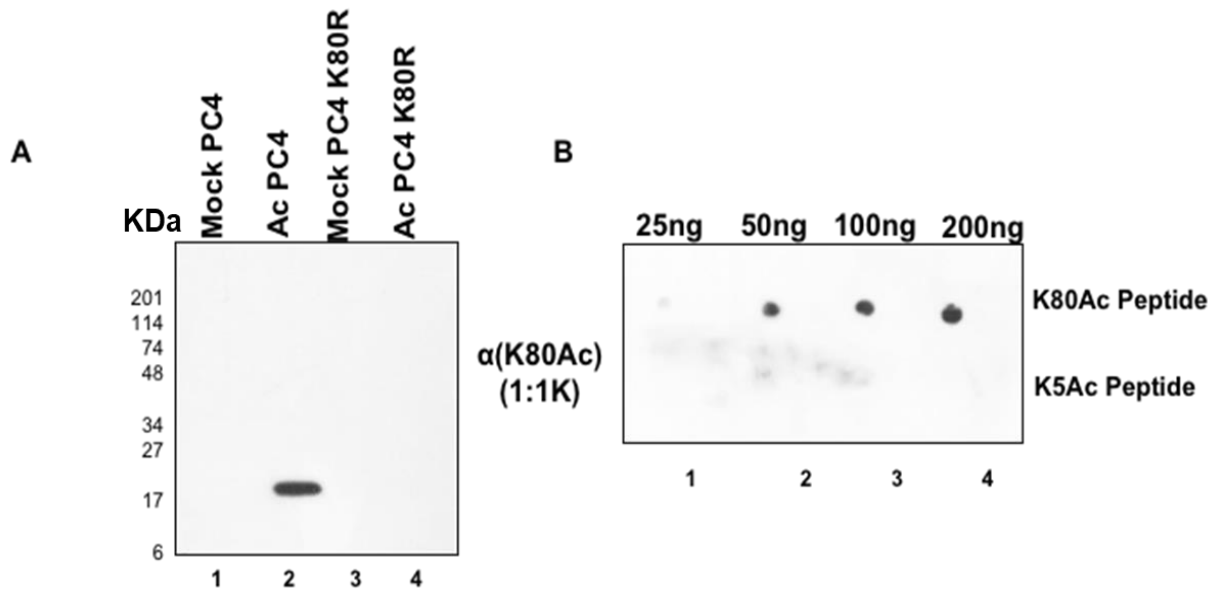 A
KDa
Mock PC4
Ac PC4
Mock PC4 K80R
Ac PC4 K80R
201
114
74
48
34
27
17
6
1 2 3 4
α(K80Ac)
(1:1K)
B
25ng 50ng 100ng 200ng
K80Ac Peptide
K5Ac Peptide
1 2 3 4